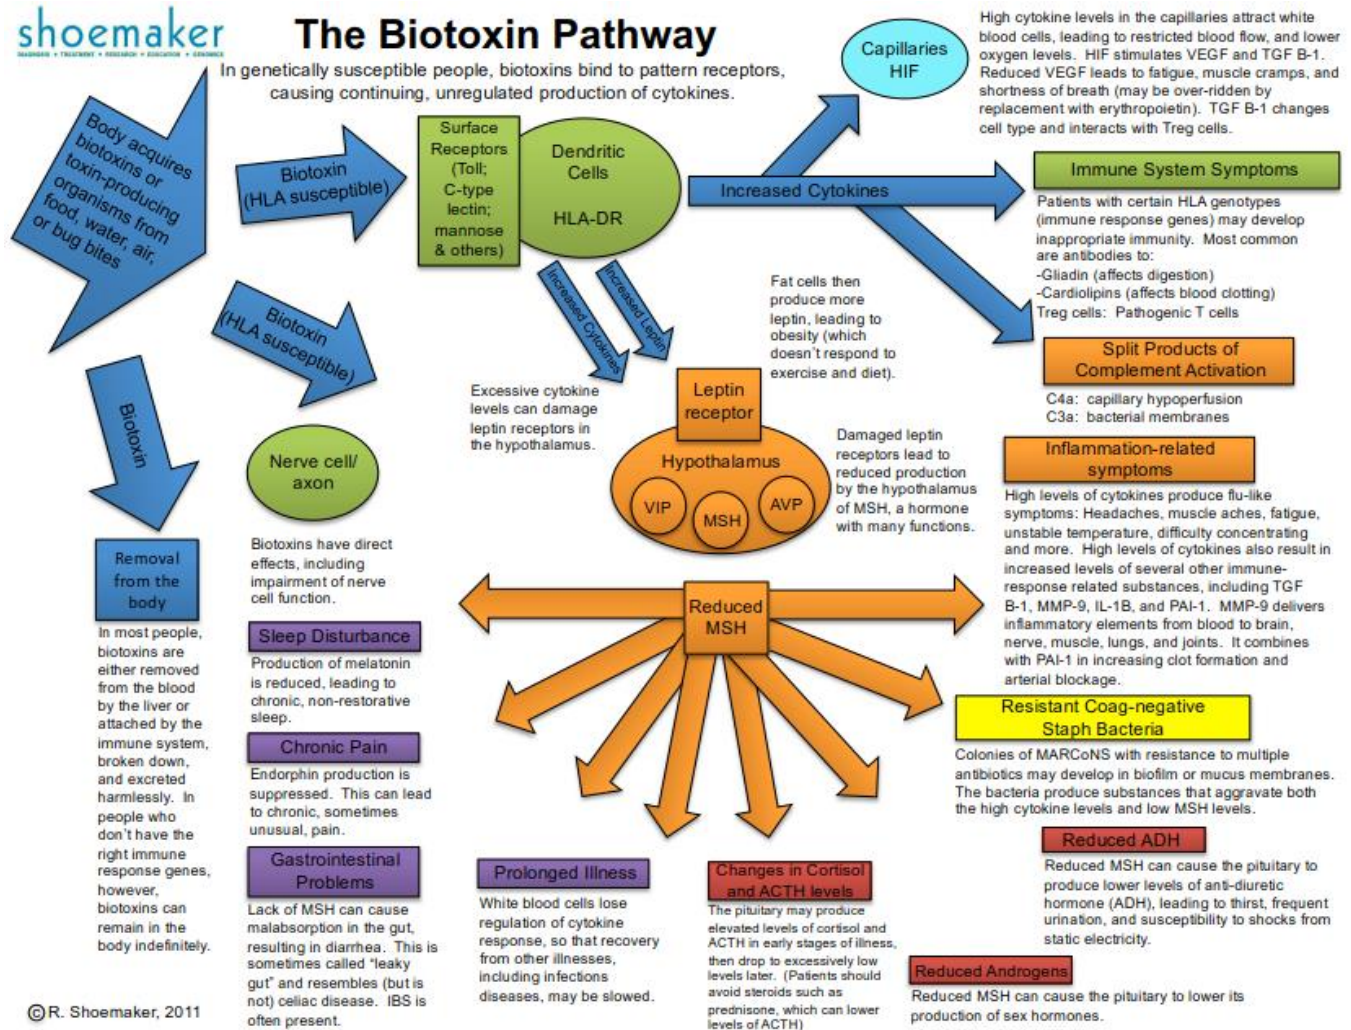 shoemaker
DIAGNOSIS • TREATMENT • RESEARCH • EDUCATION • GENOMICS
The Biotoxin Pathway
In genetically susceptible people, biotoxins bind to pattern receptors,
causing continuing, unregulated production of cytokines.
Capillaries
HIF
High cytokine levels in the capillaries attract white
blood cells, leading to restricted blood flow, and lower
oxygen levels. HIF stimulates VEGF and TGF B-1.
Reduced VEGF leads to fatigue, muscle cramps, and
shortness of breath (may be over-ridden by
replacement with erythropoietin). TGF B-1 changes
cell type and interacts with Treg cells.
Body acquires
biotoxins or
toxin-producing
organisms from
food, water, air,
or bug bites
Biotoxin
(HLA susceptible)
Surface
Receptors
(Toll;
C-type
lectin;
mannose
& others)
Dendritic
Cells
HLA-DR
Increased Cytokines
Immune System Symptoms
Patients with certain HLA genotypes
(immune response genes) may develop
inappropriate immunity. Most common
are antibodies to:
-Gliadin (affects digestion)
-Cardiolipins (affects blood clotting)
Treg cells: Pathogenic T cells
Biotoxin
(HLA susceptible)
Increased Cytokines
Increased Leptin
Fat cells then
produce more
leptin, leading to
obesity (which
doesn't respond to
exercise and diet).
Split Products of
Complement Activation
C4a: capillary hypoperfusion
C3a: bacterial membranes
Biotoxin
Excessive cytokine
levels can damage
leptin receptors in
the hypothalamus.
Leptin
receptor
Hypothalamus
VIP
MSH
AVP
Damaged leptin
receptors lead to
reduced production
by the hypothalamus
of MSH, a hormone
with many functions.
Inflammation-related
symptoms
High levels of cytokines produce flu-like
symptoms: Headaches, muscle aches, fatigue,
unstable temperature, difficulty concentrating
and more. High levels of cytokines also result in
increased levels of several other immune-
response related substances, including TGF
B-1, MMP-9, IL-1B, and PAI-1. MMP-9 delivers
inflammatory elements from blood to brain,
nerve, muscle, lungs, and joints. It combines
with PAI-1 in increasing clot formation and
arterial blockage.
Nerve cell/
axon
Biotoxins have direct
effects, including
impairment of nerve
cell function.
Removal
from the
body
In most people,
biotoxins are
either removed
from the blood
by the liver or
attached by the
immune system,
broken down,
and excreted
harmlessly. In
people who
don't have the
right immune
response genes,
however,
biotoxins can
remain in the
body indefinitely.
Reduced
MSH
Sleep Disturbance
Production of melatonin
is reduced, leading to
chronic, non-restorative
sleep.
Chronic Pain
Endorphin production is
suppressed. This can lead
to chronic, sometimes
unusual, pain.
Gastrointestinal
Problems
Lack of MSH can cause
malabsorption in the gut,
resulting in diarrhea. This is
sometimes called "leaky
gut" and resembles (but is
not) celiac disease. IBS is
often present.
Prolonged Illness
White blood cells lose
regulation of cytokine
response, so that recovery
from other illnesses,
including infections
diseases, may be slowed.
Changes in Cortisol
and ACTH levels
The pituitary may produce
elevated levels of cortisol and
ACTH in early stages of illness,
then drop to excessively low
levels later. (Patients should
avoid steroids such as
prednisone, which can lower
levels of ACTH)
Resistant Coag-negative
Staph Bacteria
Colonies of MARCoNS with resistance to multiple
antibiotics may develop in biofilm or mucus membranes.
The bacteria produce substances that aggravate both
the high cytokine levels and low MSH levels.
Reduced ADH
Reduced MSH can cause the pituitary to
produce lower levels of anti-diuretic
hormone (ADH), leading to thirst, frequent
urination, and susceptibility to shocks from
static electricity.
Reduced Androgens
Reduced MSH can cause the pituitary to lower its
production of sex hormones.
© R. Shoemaker, 2011